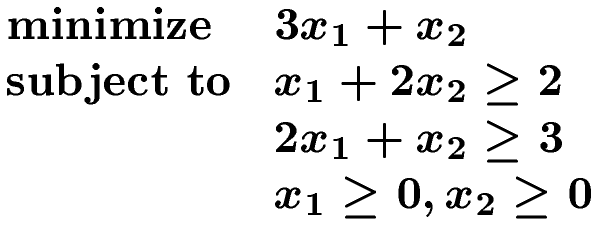 minimize 3x₁ + x₂
subject to x₁ + 2x₂ ≥ 2
2x₁ + x₂ ≥ 3
x₁ ≥ 0, x₂ ≥ 0